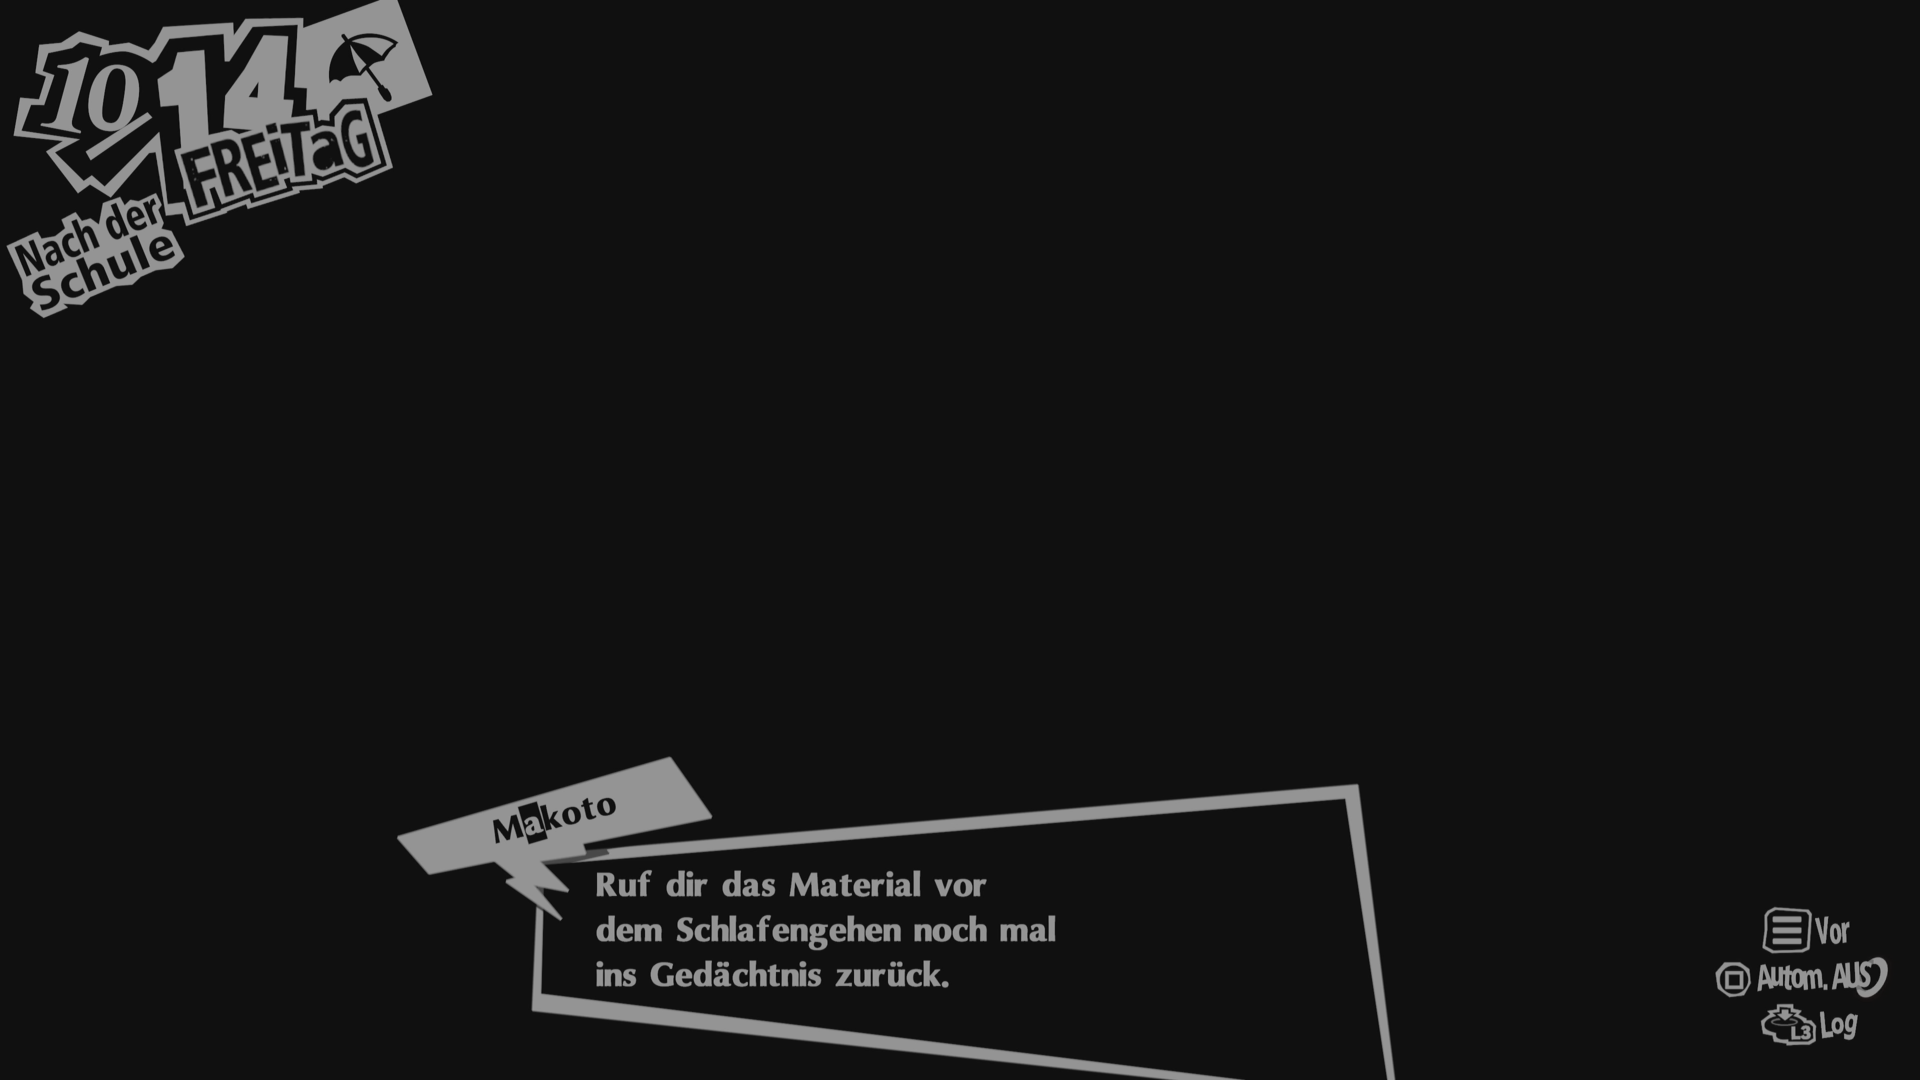 10/14
FREiTaG
Nach der
Schule
Makoto
Ruf dir das Material vor
dem Schlafengehen noch mal
ins Gedächtnis zurück.
Vor
Autom. AUS
L3 Log